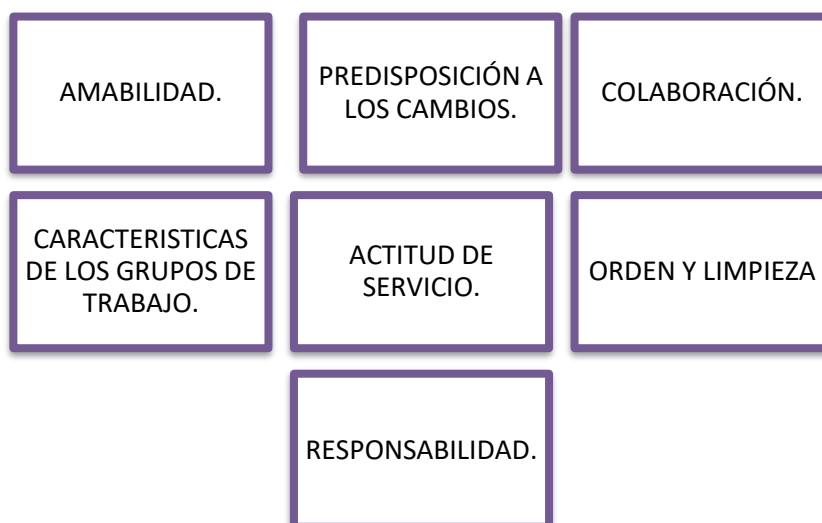 AMABILIDAD.
PREDISPOSICIÓN A
LOS CAMBIOS.
COLABORACIÓN.
CARACTERISTICAS
DE LOS GRUPOS DE
TRABAJO.
ACTITUD DE
SERVICIO.
ORDEN Y LIMPIEZA
RESPONSABILIDAD.